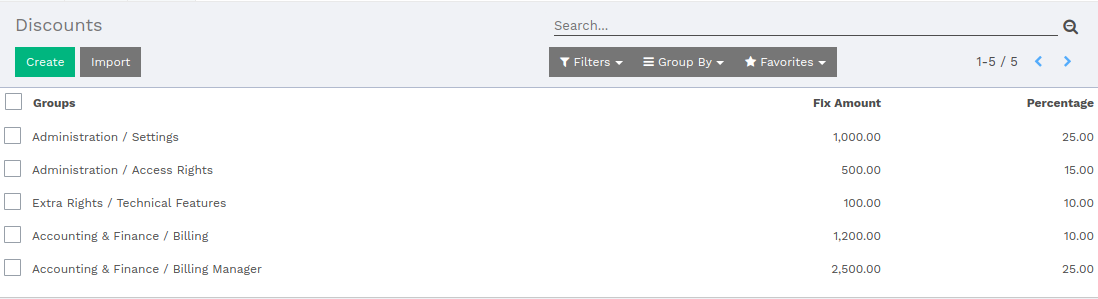 Discounts
Search...
Create Import Filters Group By Favorites 1-5 / 5
Groups Fix Amount Percentage
Administration / Settings 1,000.00 25.00
Administration / Access Rights 500.00 15.00
Extra Rights / Technical Features 100.00 10.00
Accounting & Finance / Billing 1,200.00 10.00
Accounting & Finance / Billing Manager 2,500.00 25.00